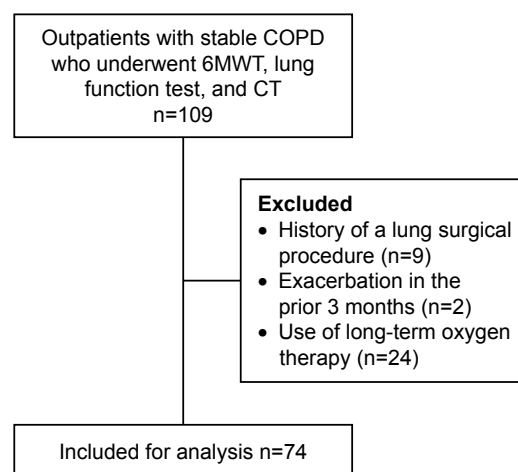 Outpatients with stable COPD
who underwent 6MWT, lung
function test, and CT
n=109
Excluded
• History of a lung surgical
procedure (n=9)
• Exacerbation in the
prior 3 months (n=2)
• Use of long-term oxygen
therapy (n=24)
Included for analysis n=74